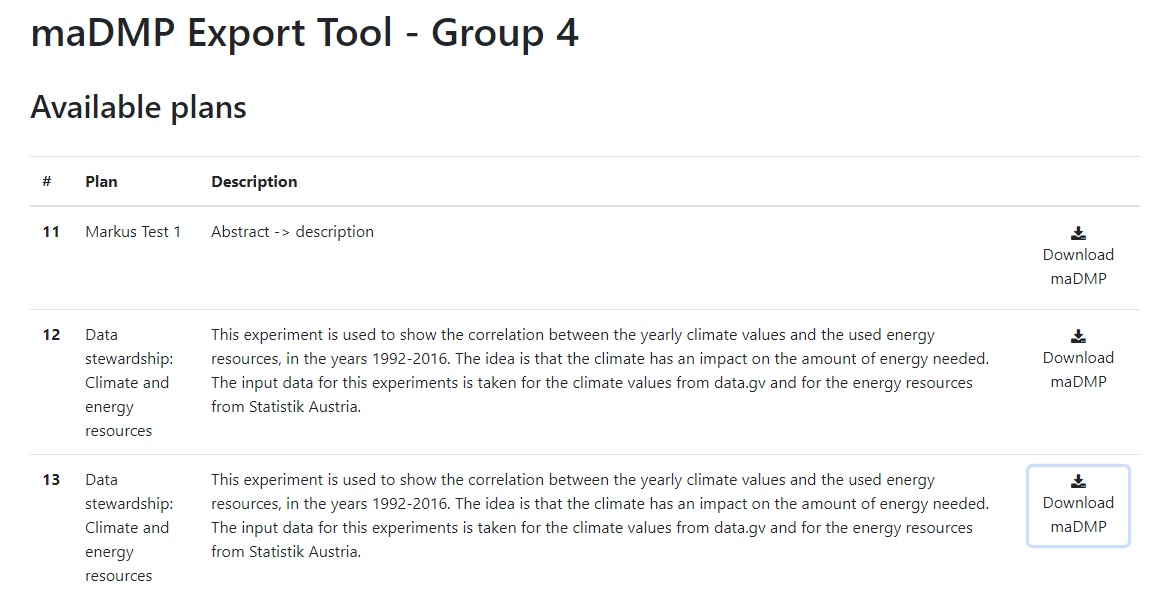 maDMP Export Tool - Group 4
Available plans
# Plan Description
11 Markus Test 1 Abstract -> description
Download
maDMP
12 Data
stewardship:
Climate and
energy
resources
This experiment is used to show the correlation between the yearly climate values and the used energy
resources, in the years 1992-2016. The idea is that the climate has an impact on the amount of energy needed.
The input data for this experiments is taken for the climate values from data.gv and for the energy resources
from Statistik Austria.
Download
maDMP
13 Data
stewardship:
Climate and
energy
resources
This experiment is used to show the correlation between the yearly climate values and the used energy
resources, in the years 1992-2016. The idea is that the climate has an impact on the amount of energy needed.
The input data for this experiments is taken for the climate values from data.gv and for the energy resources
from Statistik Austria.
Download
maDMP